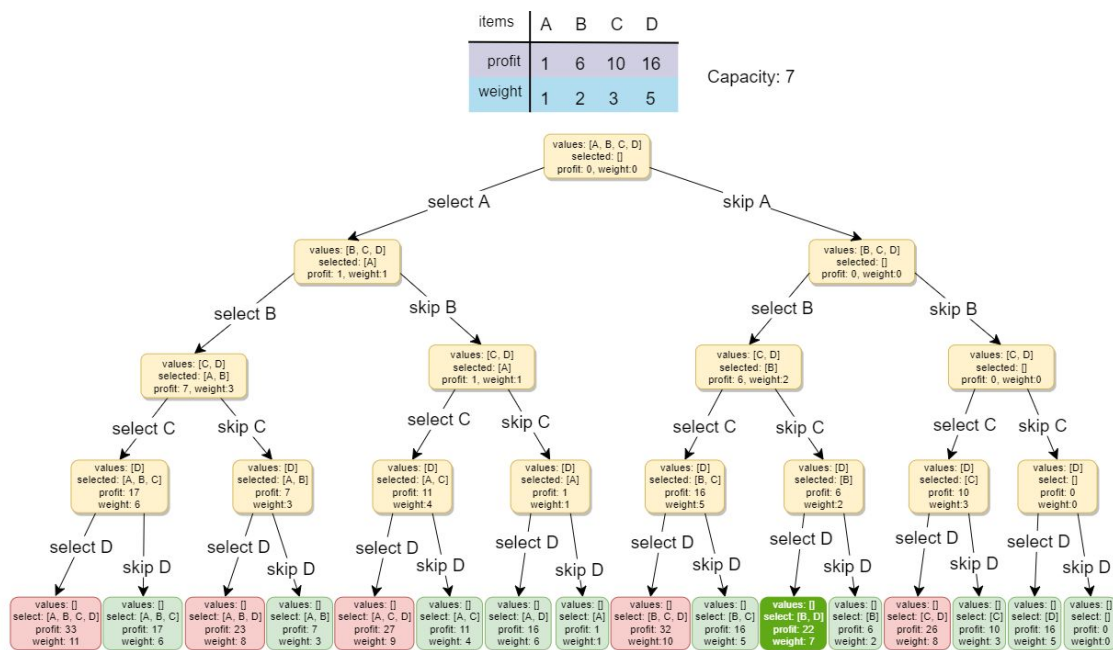 items A B C D
profit 1 6 10 16
weight 1 2 3 5
Capacity: 7
values: [A, B, C, D]
selected: []
profit: 0, weight:0
select A
skip A
values: [B, C, D]
selected: [A]
profit: 1, weight:1
values: [B, C, D]
selected: []
profit: 0, weight:0
select B
skip B
select B
skip B
values: [C, D]
selected: [A, B]
profit: 7, weight:3
values: [C, D]
selected: [A]
profit: 1, weight:1
values: [C, D]
selected: [B]
profit: 6, weight:2
values: [C, D]
selected: []
profit: 0, weight:0
select C
skip C
select C
skip C
select C
skip C
select C
skip C
values: [D]
selected: [A, B, C]
profit: 17
weight: 6
values: [D]
selected: [A, B]
profit: 7
weight:3
values: [D]
selected: [A, C]
profit: 11
weight:4
values: [D]
selected: [A]
profit: 1
weight:1
values: [D]
selected: [B, C]
profit: 16
weight:5
values: [D]
selected: [B]
profit: 6
weight:2
values: [D]
selected: [C]
profit: 10
weight:3
values: [D]
select: []
profit: 0
weight:0
select D
skip D
select D
skip D
select D
skip D
select D
skip D
select D
skip D
select D
skip D
select D
skip D
select D
skip D
values: []
select: [A, B, C, D]
profit: 33
weight: 11
values: []
select: [A, B, C]
profit: 17
weight: 6
values: []
select: [A, B, D]
profit: 23
weight: 8
values: []
select: [A, B]
profit: 7
weight: 3
values: []
select: [A, C, D]
profit: 27
weight: 9
values: []
select: [A, C]
profit: 11
weight: 4
values: []
select: [A, D]
profit: 16
weight: 6
values: []
select: [A]
profit: 1
weight:1
values: []
select: [B, C, D]
profit: 32
weight: 10
values: []
select: [B, C]
profit: 16
weight: 5
values: []
select: [B, D]
profit: 22
weight: 7
values: []
select: [B]
profit: 6
weight: 2
values: []
select: [C, D]
profit: 26
weight: 8
values: []
select: [C]
profit: 10
weight: 3
values: []
select: [D]
profit: 16
weight: 5
values: []
select: []
profit: 0
weight:0